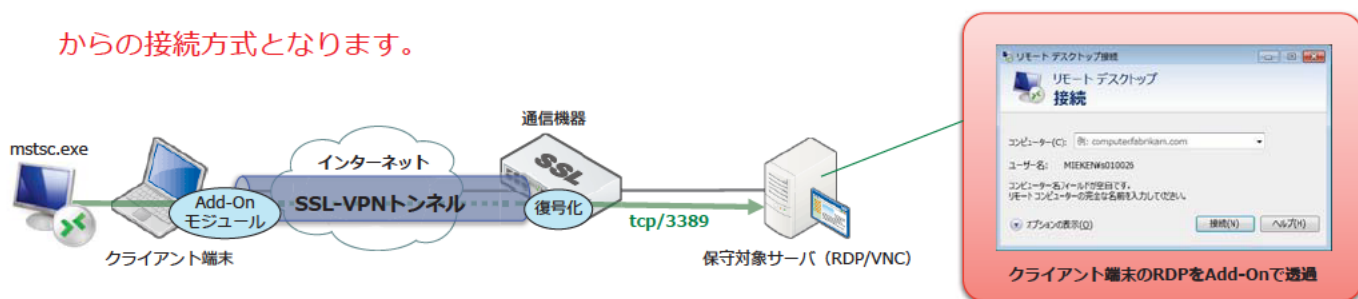 からの接続方式となります。
mstsc.exe
クライアント端末
Add-On
モジュール
インターネット
SSL-VPNトンネル
通信機器
SSL
復号化
tcp/3389
保守対象サーバ（RDP/VNC）
リモート デスクトップ接続
リモート デスクトップ
接続
コンピューター(C): 例: computer.fabrikam.com
ユーザー名: MIEKEN¥s010026
コンピューター名フィールドが空白です。
リモート コンピューターの完全な名前を入力してください。
オプションの表示(O)
接続(N)
ヘルプ(H)
クライアント端末のRDPをAdd-Onで透過